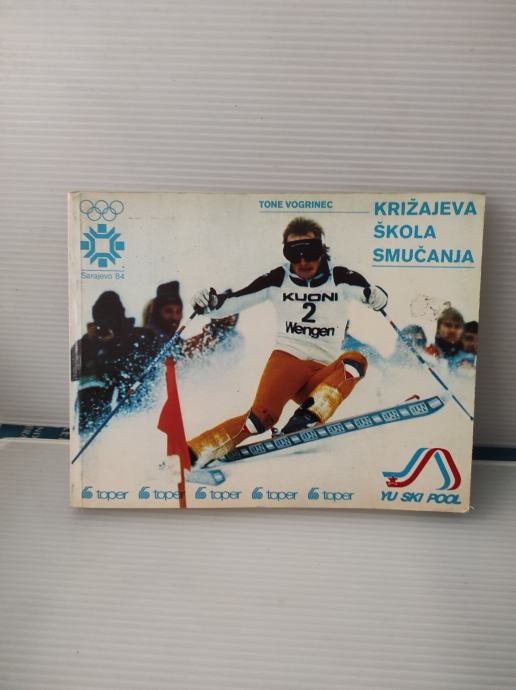 TONE VOGRINEC
KRIŽAJEVA
ŠKOLA
SMUČANJA
Sarajevo '84
KUONI
2
Wengen
toper toper toper toper toper
YU SKI POOL